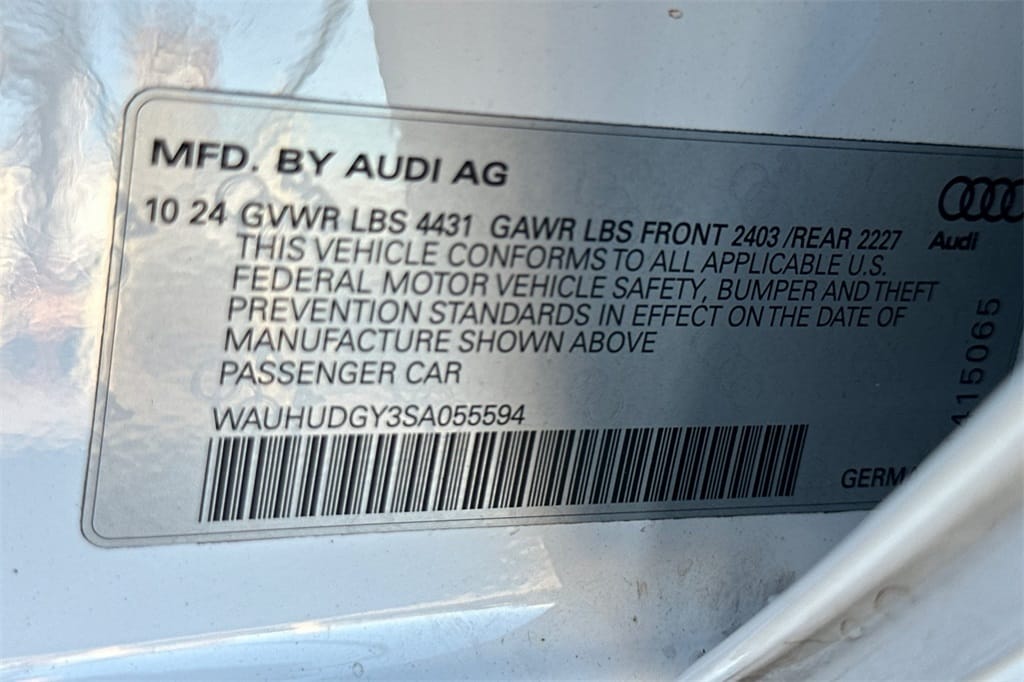 MFD. BY AUDI AG
10 24 GVWR LBS 4431 GAWR LBS FRONT 2403 /REAR 2227
Audi
THIS VEHICLE CONFORMS TO ALL APPLICABLE U.S.
FEDERAL MOTOR VEHICLE SAFETY, BUMPER AND THEFT
PREVENTION STANDARDS IN EFFECT ON THE DATE OF
MANUFACTURE SHOWN ABOVE
PASSENGER CAR
WAUHUDGY3SA055594